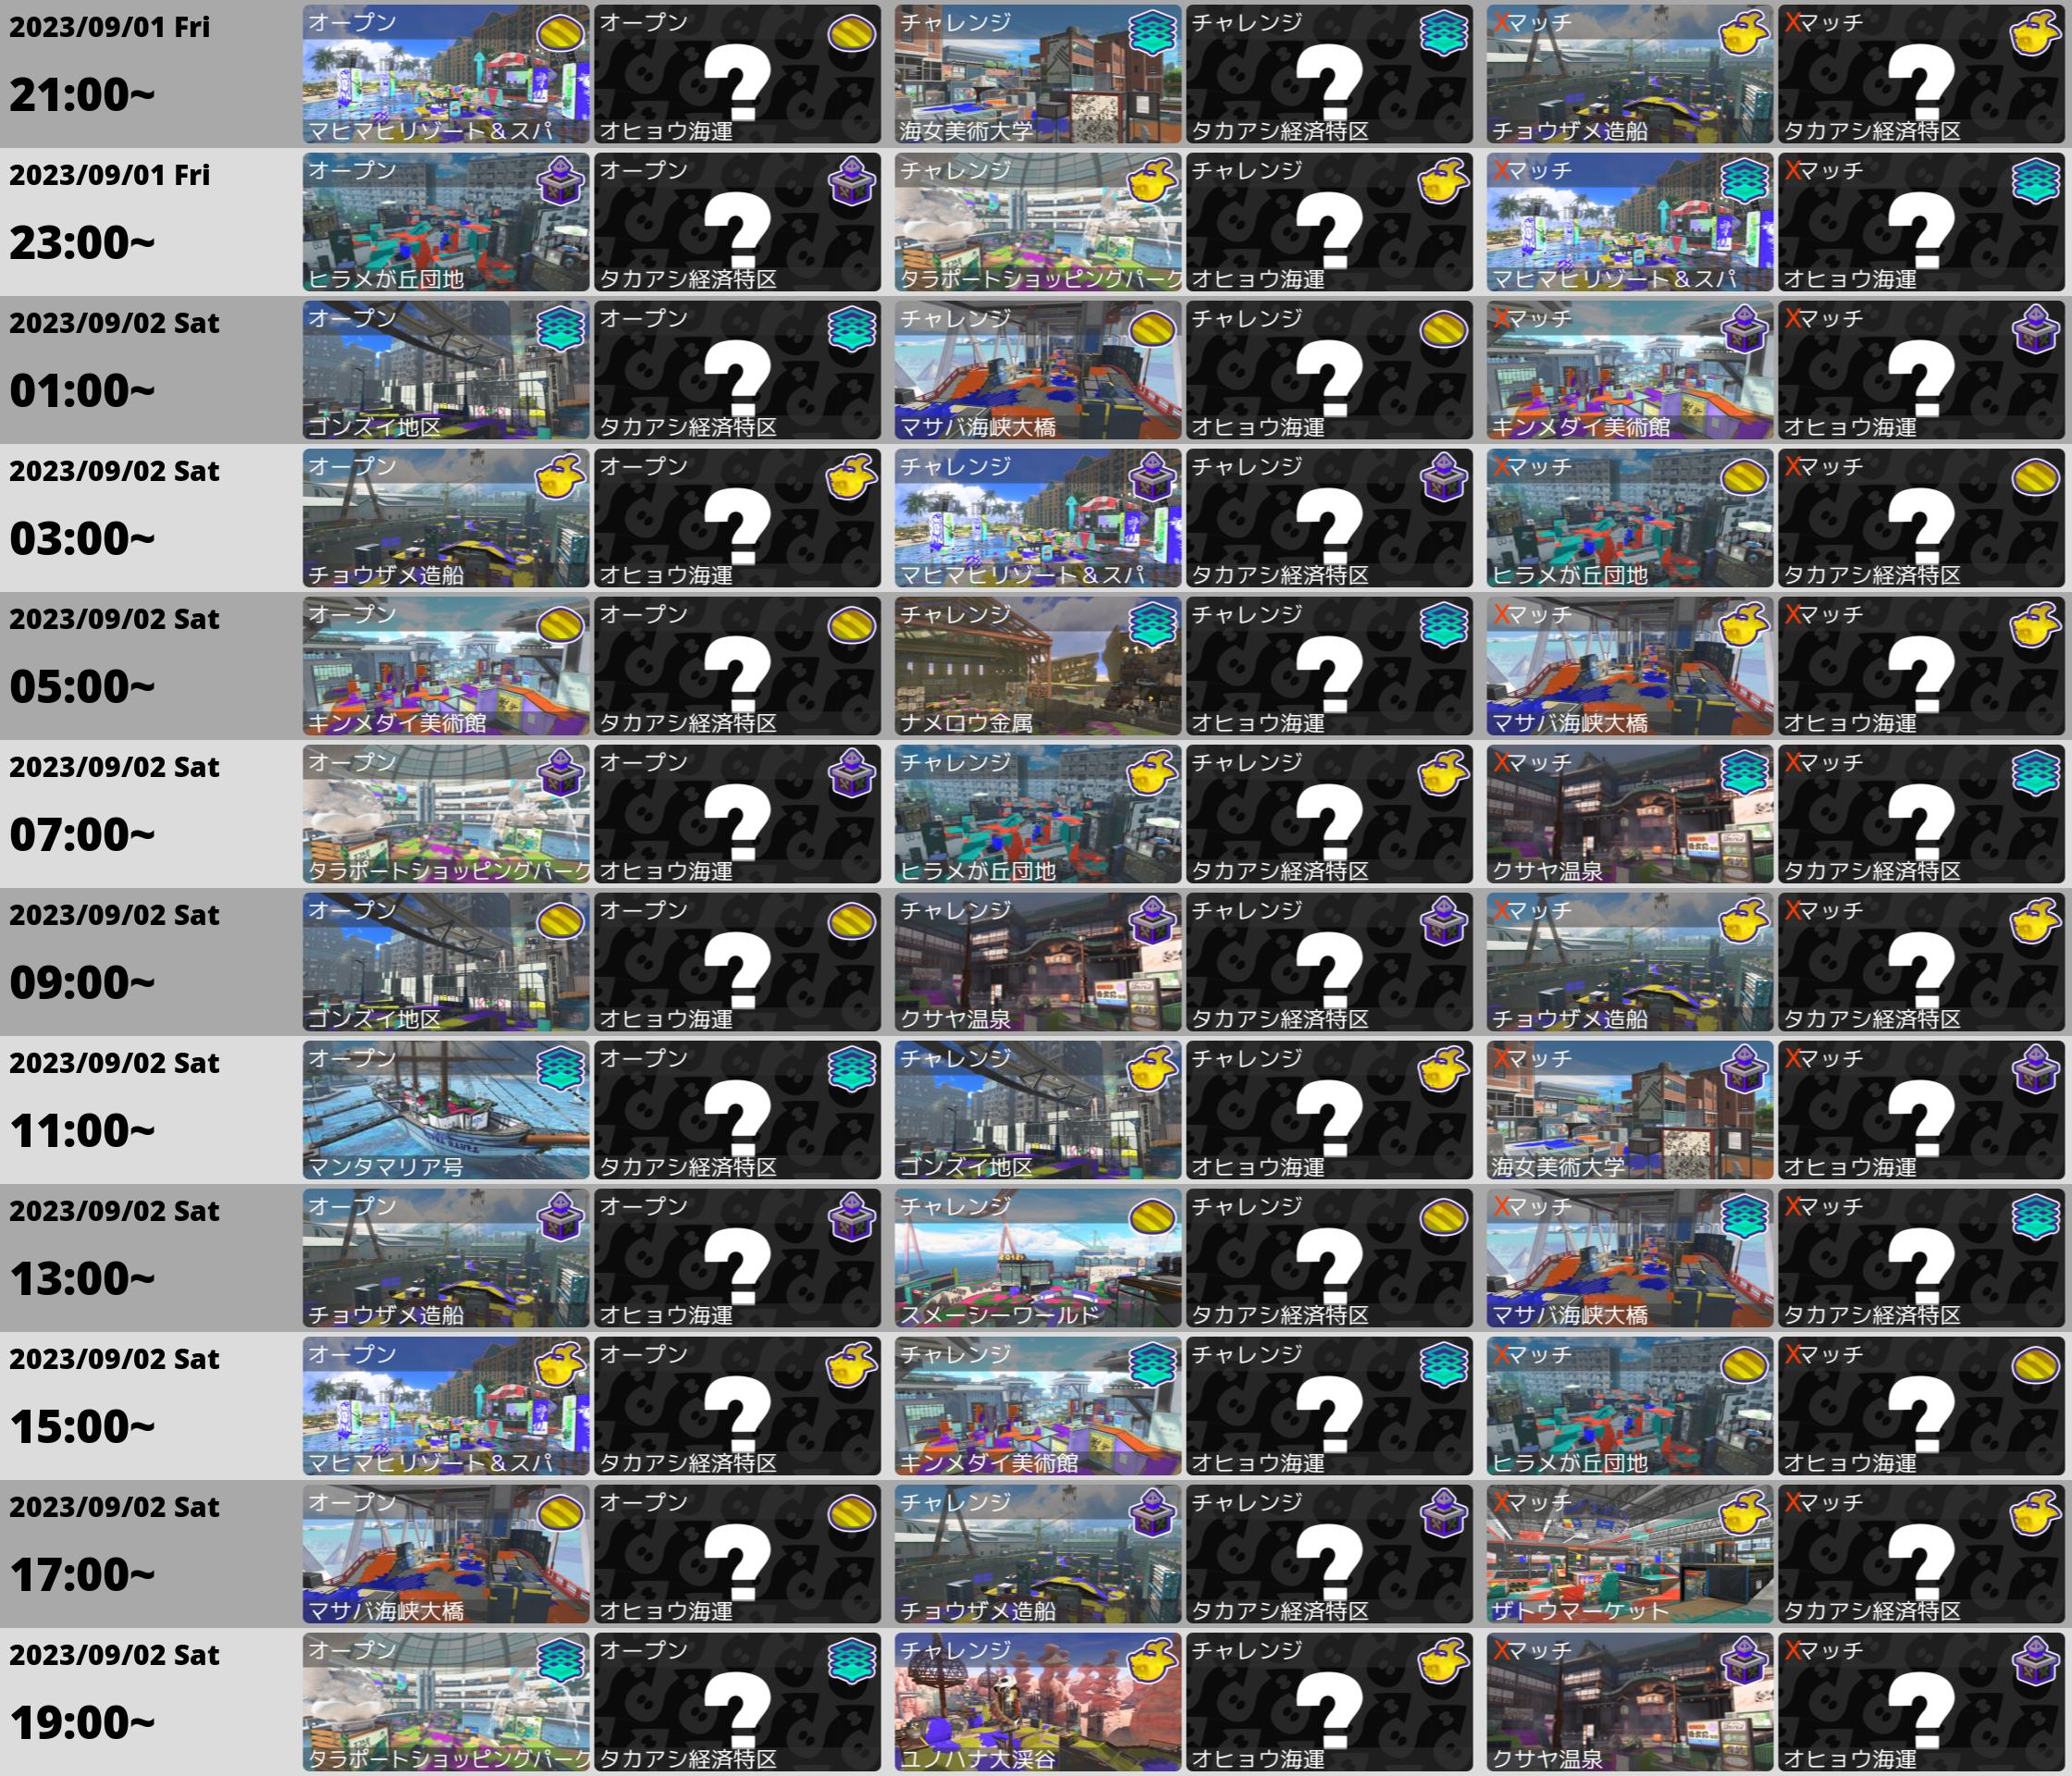 2023/09/01 Fri
21:00~
オープン
マヒマヒリゾート＆スパ
オープン
オヒョウ海運
チャレンジ
海女美術大学
チャレンジ
タカアシ経済特区
Xマッチ
チョウザメ造船
Xマッチ
タカアシ経済特区
2023/09/01 Fri
23:00~
オープン
ヒラメが丘団地
オープン
タカアシ経済特区
チャレンジ
タラポートショッピングパーク
チャレンジ
オヒョウ海運
Xマッチ
マヒマヒリゾート＆スパ
Xマッチ
オヒョウ海運
2023/09/02 Sat
01:00~
オープン
ゴンズイ地区
オープン
タカアシ経済特区
チャレンジ
マサバ海峡大橋
チャレンジ
オヒョウ海運
Xマッチ
キンメダイ美術館
Xマッチ
オヒョウ海運
2023/09/02 Sat
03:00~
オープン
チョウザメ造船
オープン
オヒョウ海運
チャレンジ
マヒマヒリゾート＆スパ
チャレンジ
タカアシ経済特区
Xマッチ
ヒラメが丘団地
Xマッチ
タカアシ経済特区
2023/09/02 Sat
05:00~
オープン
キンメダイ美術館
オープン
タカアシ経済特区
チャレンジ
ナメロウ金属
チャレンジ
オヒョウ海運
Xマッチ
マサバ海峡大橋
Xマッチ
オヒョウ海運
2023/09/02 Sat
07:00~
オープン
タラポートショッピングパーク
オープン
オヒョウ海運
チャレンジ
ヒラメが丘団地
チャレンジ
タカアシ経済特区
Xマッチ
クサヤ温泉
Xマッチ
タカアシ経済特区
2023/09/02 Sat
09:00~
オープン
ゴンズイ地区
オープン
オヒョウ海運
チャレンジ
クサヤ温泉
チャレンジ
タカアシ経済特区
Xマッチ
チョウザメ造船
Xマッチ
タカアシ経済特区
2023/09/02 Sat
11:00~
オープン
マンタマリア号
オープン
タカアシ経済特区
チャレンジ
ゴンズイ地区
チャレンジ
オヒョウ海運
Xマッチ
海女美術大学
Xマッチ
オヒョウ海運
2023/09/02 Sat
13:00~
オープン
チョウザメ造船
オープン
オヒョウ海運
チャレンジ
スメーシーワールド
チャレンジ
タカアシ経済特区
Xマッチ
マサバ海峡大橋
Xマッチ
タカアシ経済特区
2023/09/02 Sat
15:00~
オープン
マヒマヒリゾート＆スパ
オープン
タカアシ経済特区
チャレンジ
キンメダイ美術館
チャレンジ
オヒョウ海運
Xマッチ
ヒラメが丘団地
Xマッチ
オヒョウ海運
2023/09/02 Sat
17:00~
オープン
マサバ海峡大橋
オープン
オヒョウ海運
チャレンジ
チョウザメ造船
チャレンジ
タカアシ経済特区
Xマッチ
ザトウマーケット
Xマッチ
タカアシ経済特区
2023/09/02 Sat
19:00~
オープン
タラポートショッピングパーク
オープン
タカアシ経済特区
チャレンジ
ユノハナ大渓谷
チャレンジ
オヒョウ海運
Xマッチ
クサヤ温泉
Xマッチ
オヒョウ海運